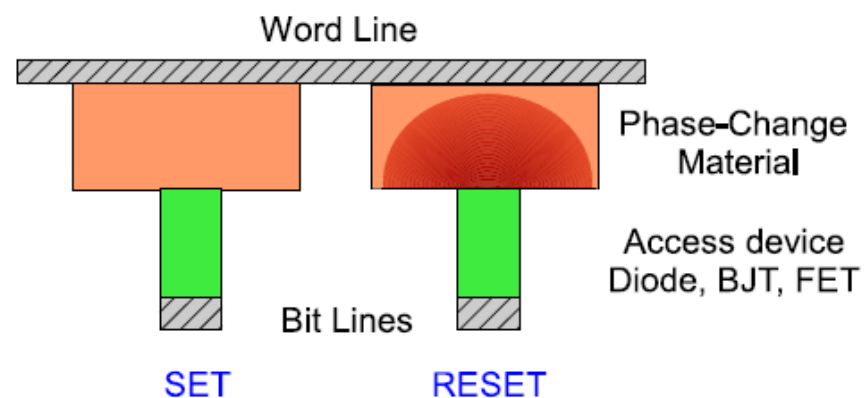 Word Line
Phase-Change
Material
Access device
Diode, BJT, FET
Bit Lines
SET
RESET